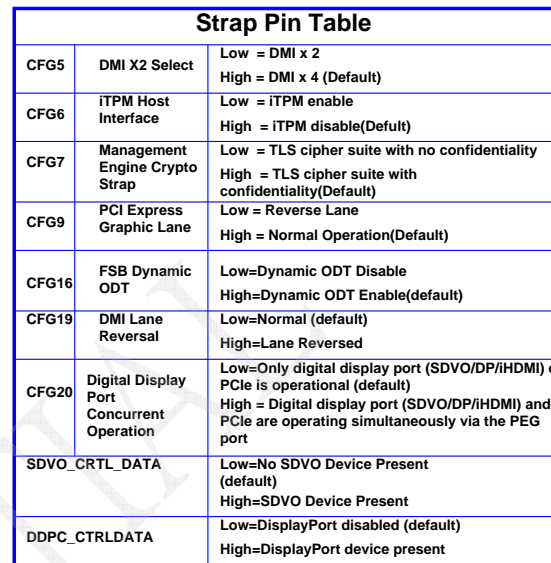 Strap Pin Table
CFG5
DMI X2 Select
Low = DMI x 2
High = DMI x 4 (Default)
CFG6
iTPM Host
Interface
Low = iTPM enable
High = iTPM disable(Defult)
CFG7
Management
Engine Crypto
Strap
Low = TLS cipher suite with no confidentiality
High = TLS cipher suite with
confidentiality(Default)
CFG9
PCI Express
Graphic Lane
Low = Reverse Lane
High = Normal Operation(Default)
CFG16
FSB Dynamic
ODT
Low=Dynamic ODT Disable
High=Dynamic ODT Enable(default)
CFG19
DMI Lane
Reversal
Low=Normal (default)
High=Lane Reversed
CFG20
Digital Display
Port
Concurrent
Operation
Low=Only digital display port (SDVO/DP/iHDMI)
PCIe is operational (default)
High = Digital display port (SDVO/DP/iHDMI) and
PCIe are operating simultaneously via the PEG
port
SDVO_CRTL_DATA
Low=No SDVO Device Present
(default)
High=SDVO Device Present
DDPC_CTRLDATA
Low=DisplayPort disabled (default)
High=DisplayPort device present